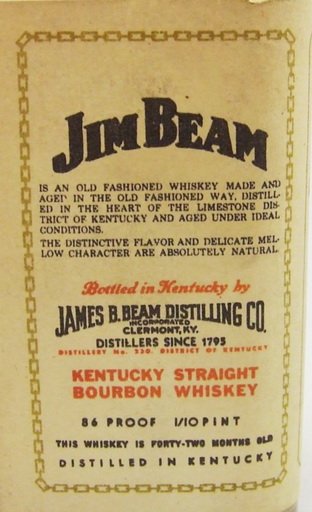 JIM BEAM
IS AN OLD FASHIONED WHISKEY MADE AND
AGED IN THE OLD FASHIONED WAY. DISTILL-
ED IN THE HEART OF THE LIMESTONE DIS-
TRICT OF KENTUCKY AND AGED UNDER IDEAL
CONDITIONS.
THE DISTINCTIVE FLAVOR AND DELICATE MEL-
LOW CHARACTER ARE ABSOLUTELY NATURAL.
Bottled in Kentucky by
JAMES B. BEAM DISTILLING CO.
INCORPORATED
CLERMONT, KY.
DISTILLERS SINCE 1795
DISTILLERY No. 230. DISTRICT OF KENTUCKY
KENTUCKY STRAIGHT
BOURBON WHISKEY
86 PROOF 1/10 PINT
THIS WHISKEY IS FORTY-TWO MONTHS OLD
DISTILLED IN KENTUCKY